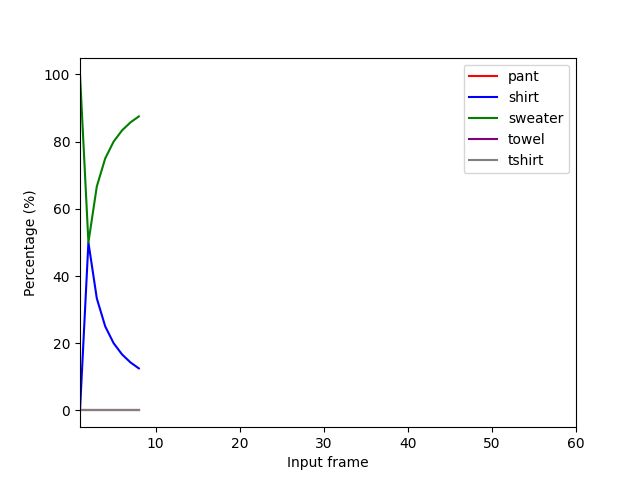 100
80
60
40
20
0
Percentage (%)
10 20 30 40 50 60
Input frame
pant
shirt
sweater
towel
tshirt